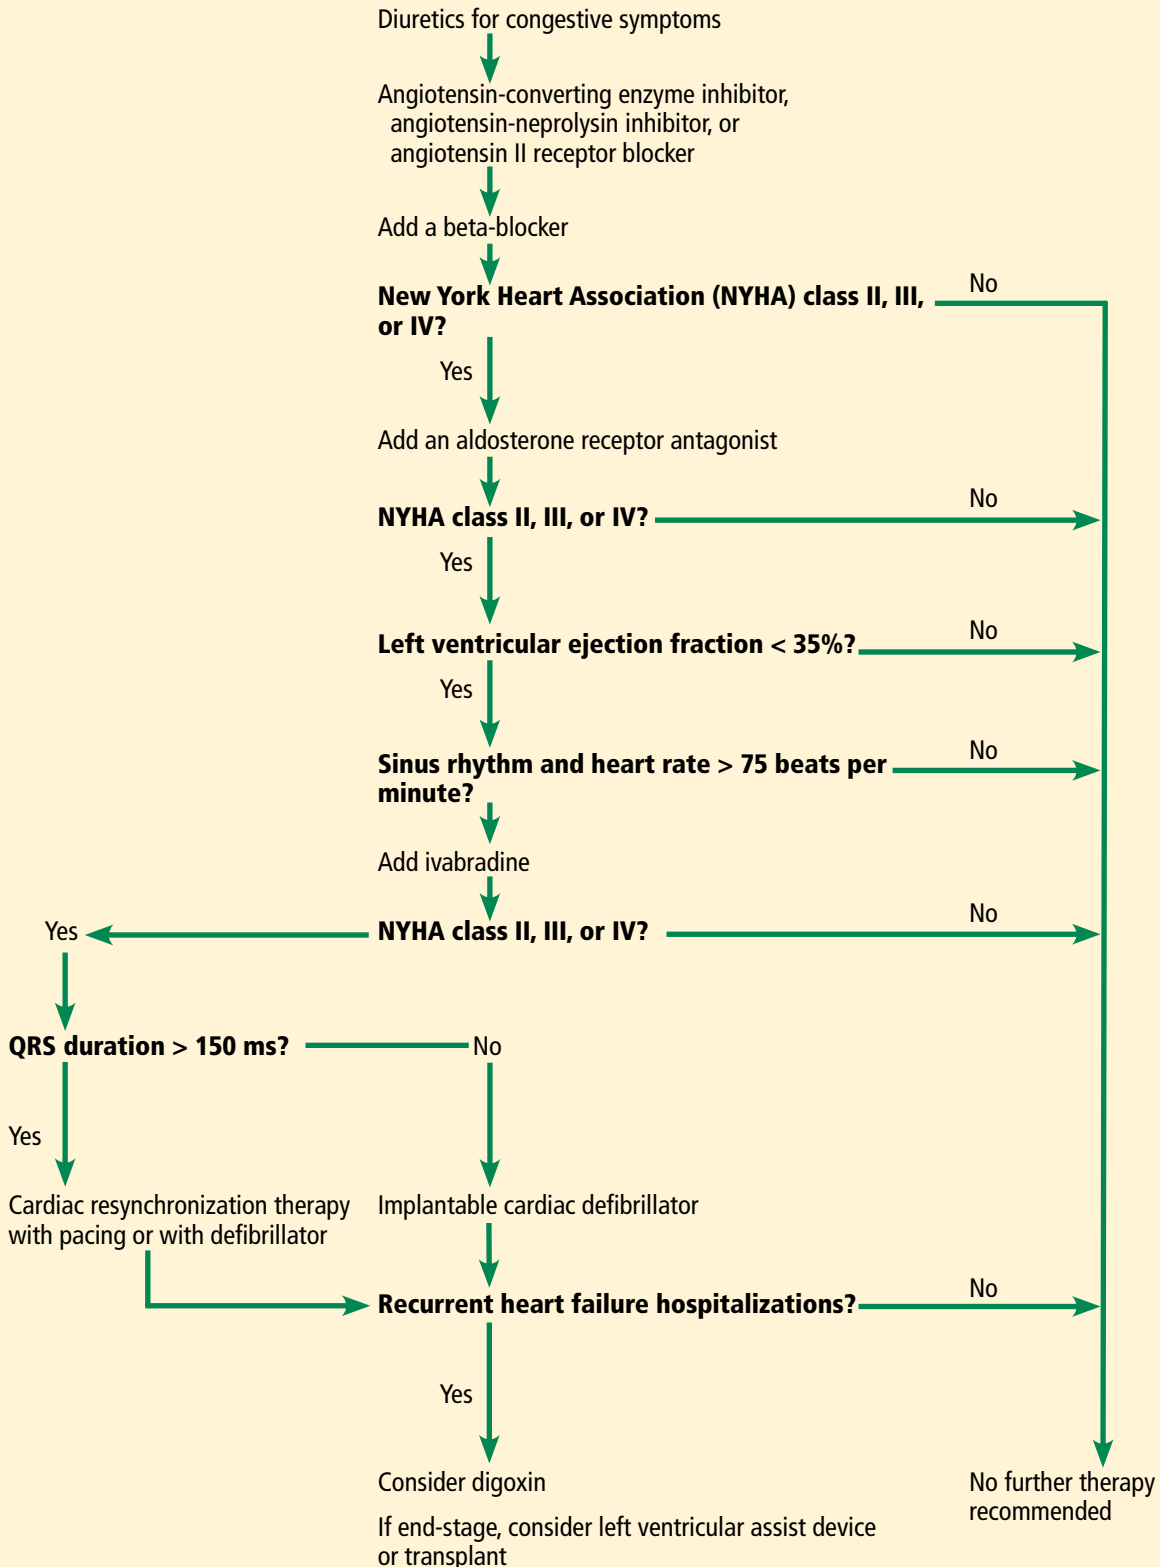 Diuretics for congestive symptoms
Angiotensin-converting enzyme inhibitor,
angiotensin-neprolysin inhibitor, or
angiotensin II receptor blocker
Add a beta-blocker
New York Heart Association (NYHA) class II, III,
or IV?
No
Yes
Add an aldosterone receptor antagonist
NYHA class II, III, or IV?
No
Yes
Left ventricular ejection fraction < 35%?
No
Yes
Sinus rhythm and heart rate > 75 beats per
minute?
No
Add ivabradine
NYHA class II, III, or IV?
No
Yes
QRS duration > 150 ms?
No
Yes
Cardiac resynchronization therapy
with pacing or with defibrillator
Implantable cardiac defibrillator
Recurrent heart failure hospitalizations?
No
Yes
Consider digoxin
If end-stage, consider left ventricular assist device
or transplant
No further therapy
recommended